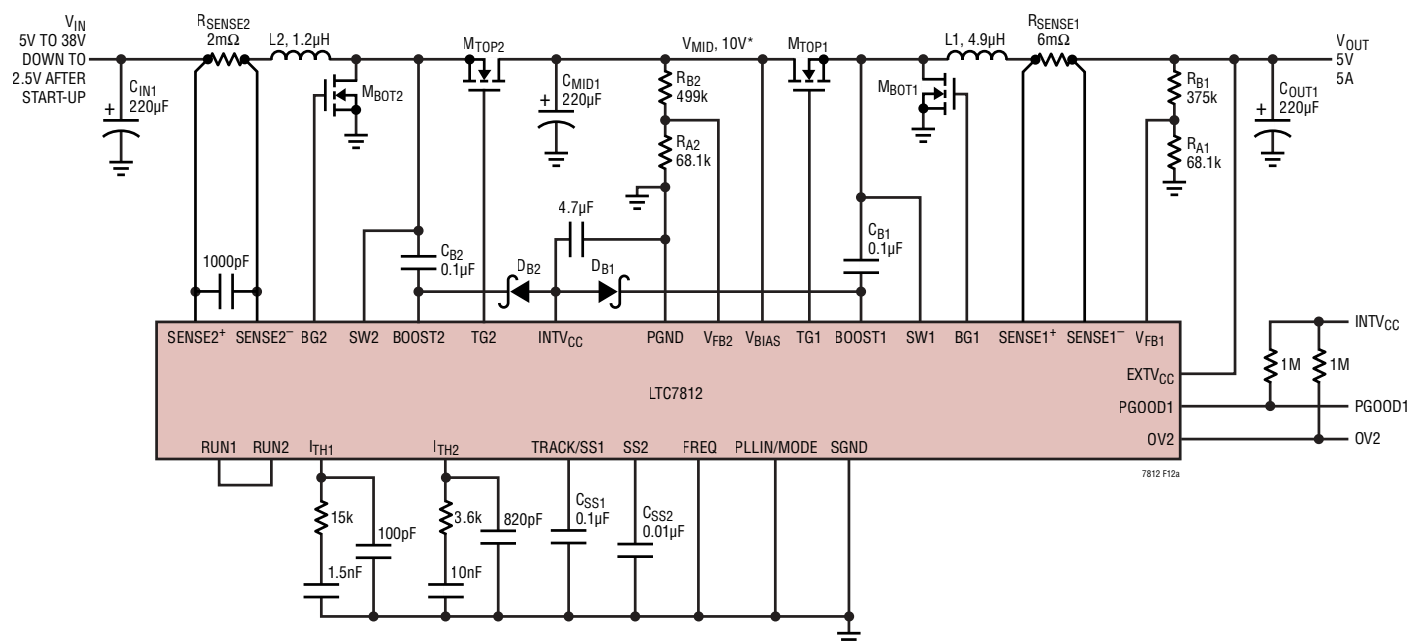 VIN
5V TO 38V
DOWN TO
2.5V AFTER
START-UP
CIN1
220µF
RSENSE2
2mΩ
L2, 1.2µH
MBOT2
MTOP2
CMID1
220µF
VMID, 10V*
RB2
499k
RA2
68.1k
MTOP1
MBOT1
L1, 4.9µH
RSENSE1
6mΩ
RB1
375k
RA1
68.1k
COUT1
220µF
VOUT
5V
5A
1000pF
CB2
0.1µF
DB2
4.7µF
DB1
CB1
0.1µF
SENSE2+
SENSE2–
BG2
SW2
BOOST2
TG2
INTVCC
PGND
VFB2
VBIAS
TG1
BOOST1
SW1
BG1
SENSE1+
SENSE1–
VFB1
LTC7812
EXTVCC
PGOOD1
OV2
1M
1M
INTVCC
PGOOD1
OV2
RUN1
RUN2
ITH1
ITH2
TRACK/SS1
SS2
FREQ
PLLIN/MODE
SGND
7812 F12a
15k
1.5nF
100pF
3.6k
10nF
820pF
CSS1
0.1µF
CSS2
0.01µF